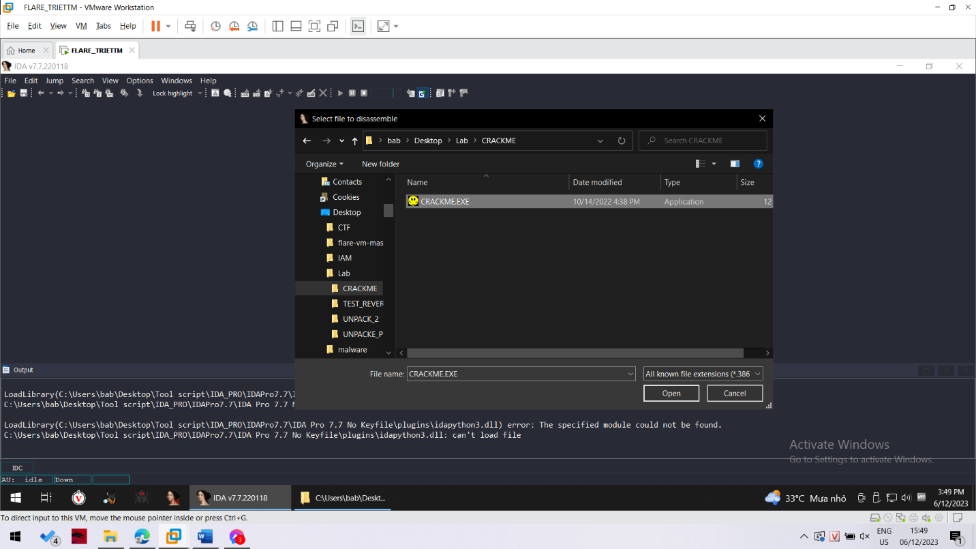 FLARE_TRIETTM - VMware Workstation
File Edit View VM Tabs Help
Home FLARE_TRIETTM
IDA v7.7.220118
File Edit Jump Search View Options Windows Help
Lock highlight
Select file to disassemble
bab Desktop Lab CRACKME
Search CRACKME
Organize New folder
Contacts
Cookies
Desktop
CTF
flare-vm-mas
IAM
Lab
CRACKME
TEST_REVER
UNPACK_2
UNPACKE_P
malware
Name Date modified Type Size
CRACKME.EXE 10/14/2022 4:38 PM Application 12
File name: CRACKME.EXE All known file extensions (*.386
Open Cancel
Output
LoadLibrary(C:\Users\bab\Desktop\Tool script\IDA_PRO\IDAPro7.7\I
C:\Users\bab\Desktop\Tool script\IDA_PRO\IDAPro7.7\IDA Pro 7.7 N
LoadLibrary(C:\Users\bab\Desktop\Tool script\IDA_PRO\IDAPro7.7\IDA Pro 7.7 No Keyfile\plugins\idapython3.dll) error: The specified module could not be found.
C:\Users\bab\Desktop\Tool script\IDA_PRO\IDAPro7.7\IDA Pro 7.7 No Keyfile\plugins\idapython3.dll: can't load file
Activate Windows
Go to Settings to activate Windows.
IDC
AU: idle Down
IDA v7.7.220118
C:\Users\bab\Deskt...
33°C Mưa nhỏ
3:49 PM
6/12/2023
To direct input to this VM, move the mouse pointer inside or press Ctrl+G.
ENG
US
15:49
06/12/2023